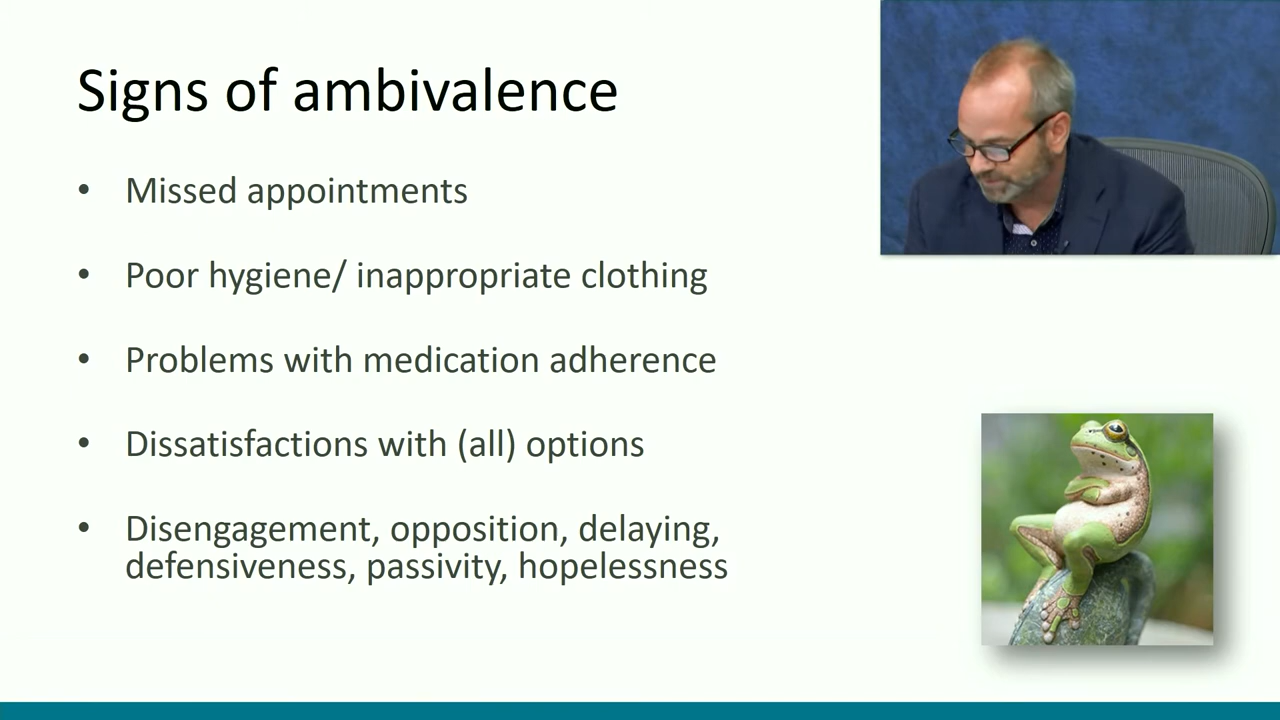 Signs of ambivalence
• Missed appointments
• Poor hygiene/ inappropriate clothing
• Problems with medication adherence
• Dissatisfactions with (all) options
• Disengagement, opposition, delaying,
defensiveness, passivity, hopelessness